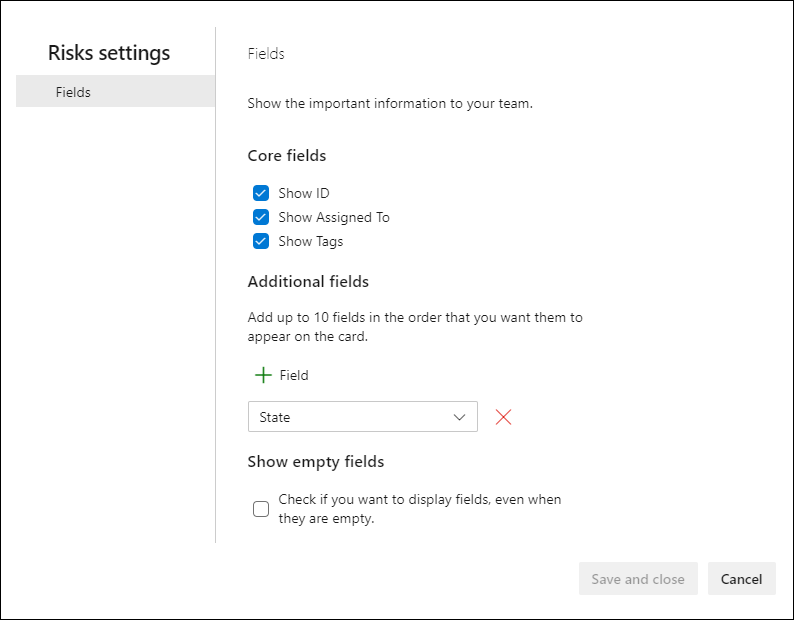 Risks settings
Fields
Fields
Show the important information to your team.
Core fields
Show ID
Show Assigned To
Show Tags
Additional fields
Add up to 10 fields in the order that you want them to
appear on the card.
Field
State
Show empty fields
Check if you want to display fields, even when
they are empty.
Save and close
Cancel